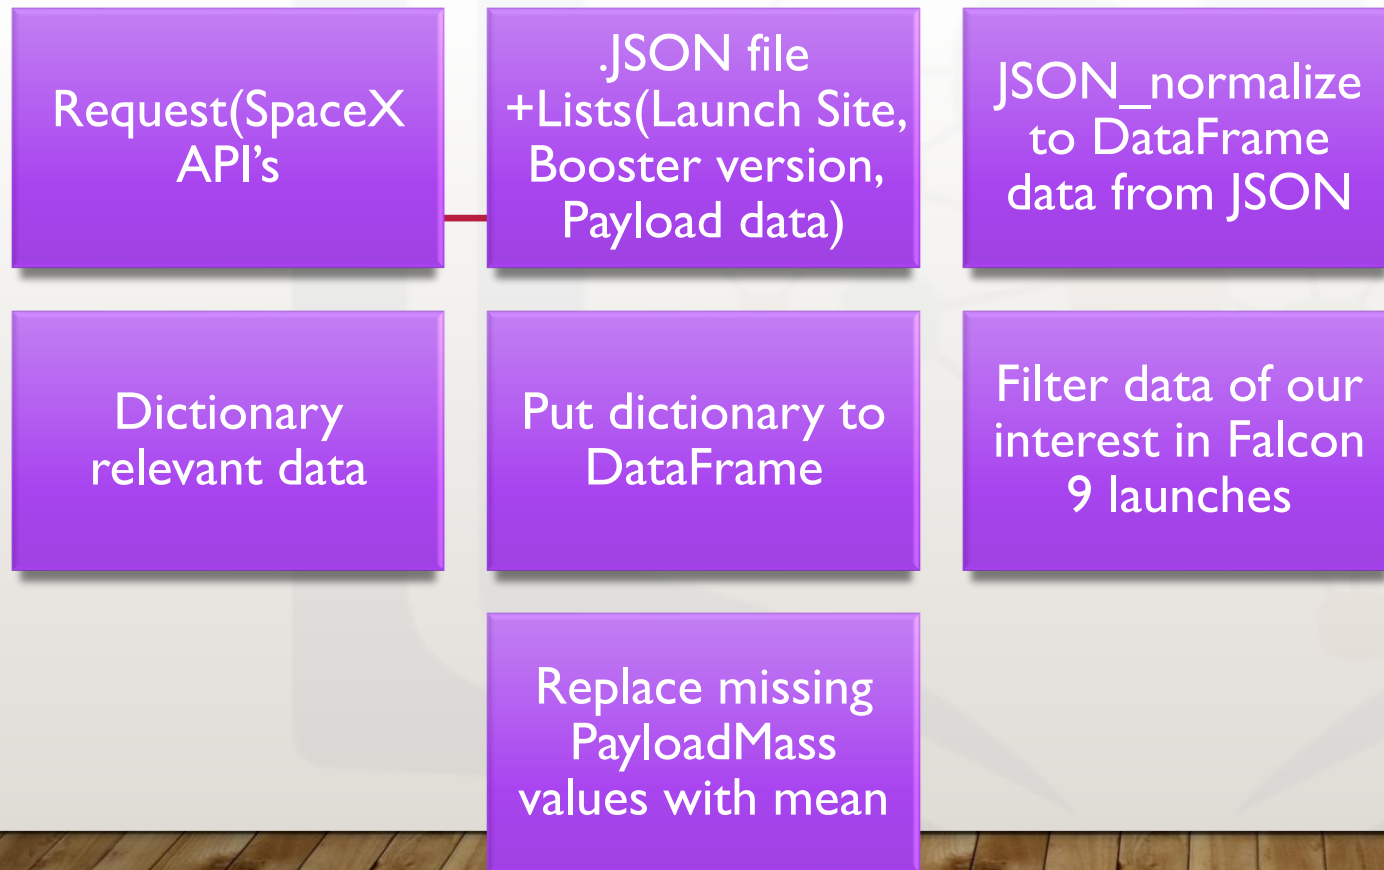 Request(SpaceX
API's
.JSON file
+Lists(Launch Site,
Booster version,
Payload data)
JSON_normalize
to DataFrame
data from JSON
Dictionary
relevant data
Put dictionary to
DataFrame
Filter data of our
interest in Falcon
9 launches
Replace missing
PayloadMass
values with mean